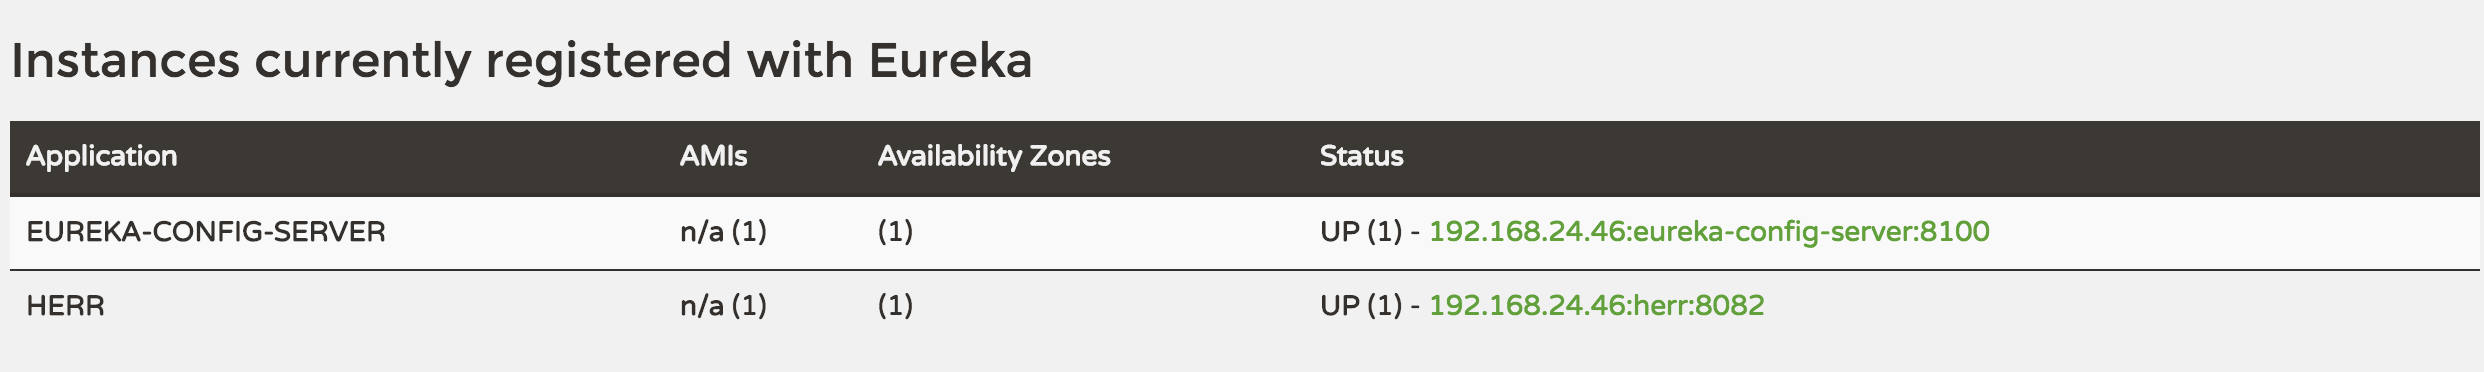 Instances currently registered with Eureka
Application AMIs Availability Zones Status
EUREKA-CONFIG-SERVER n/a (1) (1) UP (1) - 192.168.24.46:eureka-config-server:8100
HERR n/a (1) (1) UP (1) - 192.168.24.46:herr:8082